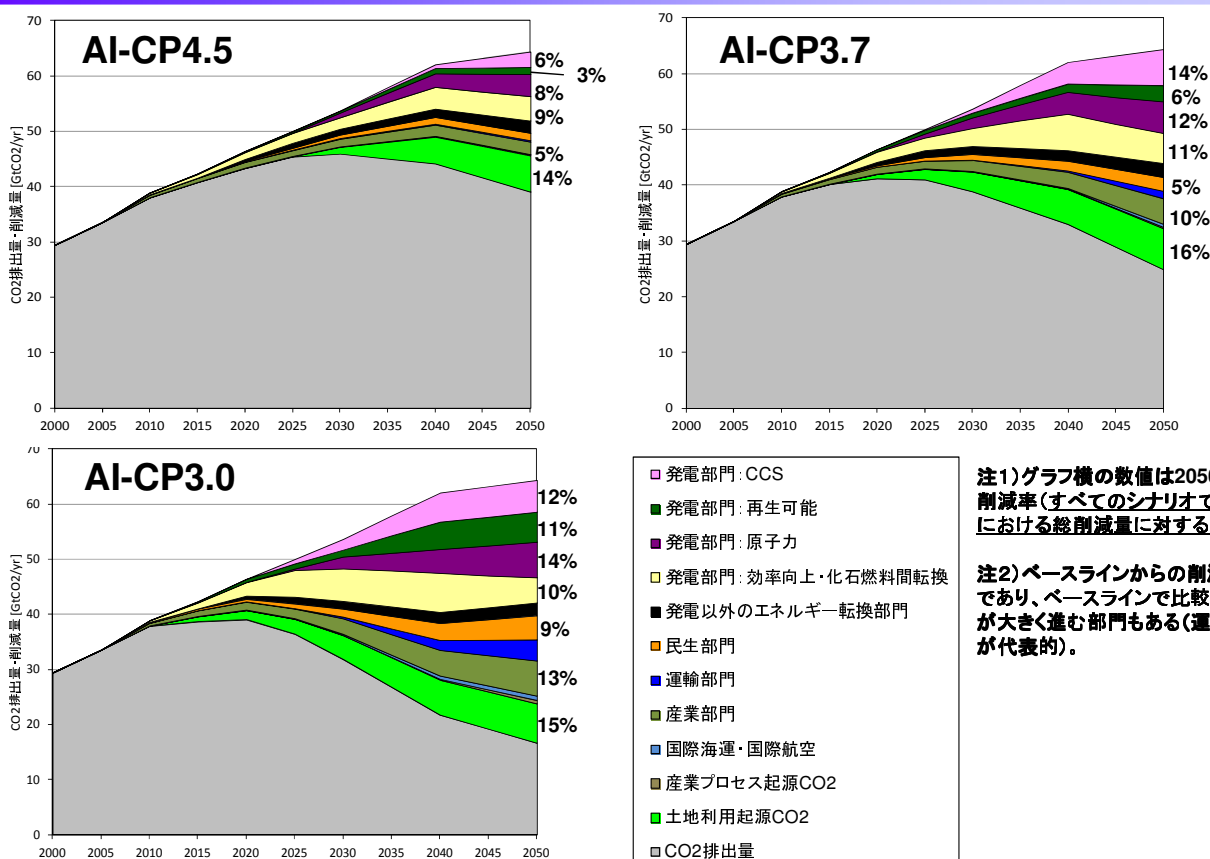 AI-CP4.5
CO2排出量・削減量 [GtCO2/yr]
70
60
50
40
30
20
10
0
2000 2005 2010 2015 2020 2025 2030 2035 2040 2045 2050
6%
3%
8%
9%
5%
14%
AI-CP3.7
CO2排出量・削減量 [GtCO2/yr]
70
60
50
40
30
20
10
0
2000 2005 2010 2015 2020 2025 2030 2035 2040 2045 2050
14%
6%
12%
11%
5%
10%
16%
AI-CP3.0
CO2排出量・削減量 [GtCO2/yr]
70
60
50
40
30
20
10
0
2000 2005 2010 2015 2020 2025 2030 2035 2040 2045 2050
12%
11%
14%
10%
9%
13%
15%
発電部門:CCS
発電部門:再生可能
発電部門:原子力
発電部門:効率向上・化石燃料間転換
発電以外のエネルギー転換部門
民生部門
運輸部門
産業部門
国際海運・国際航空
産業プロセス起源CO2
土地利用起源CO2
CO2排出量
注1)グラフ横の数値は205
削減率(すべてのシナリオで
における総削減量に対する
注2)ベースラインからの削
であり、ベースラインで比較
が大きく進む部門もある(運
が代表的)。